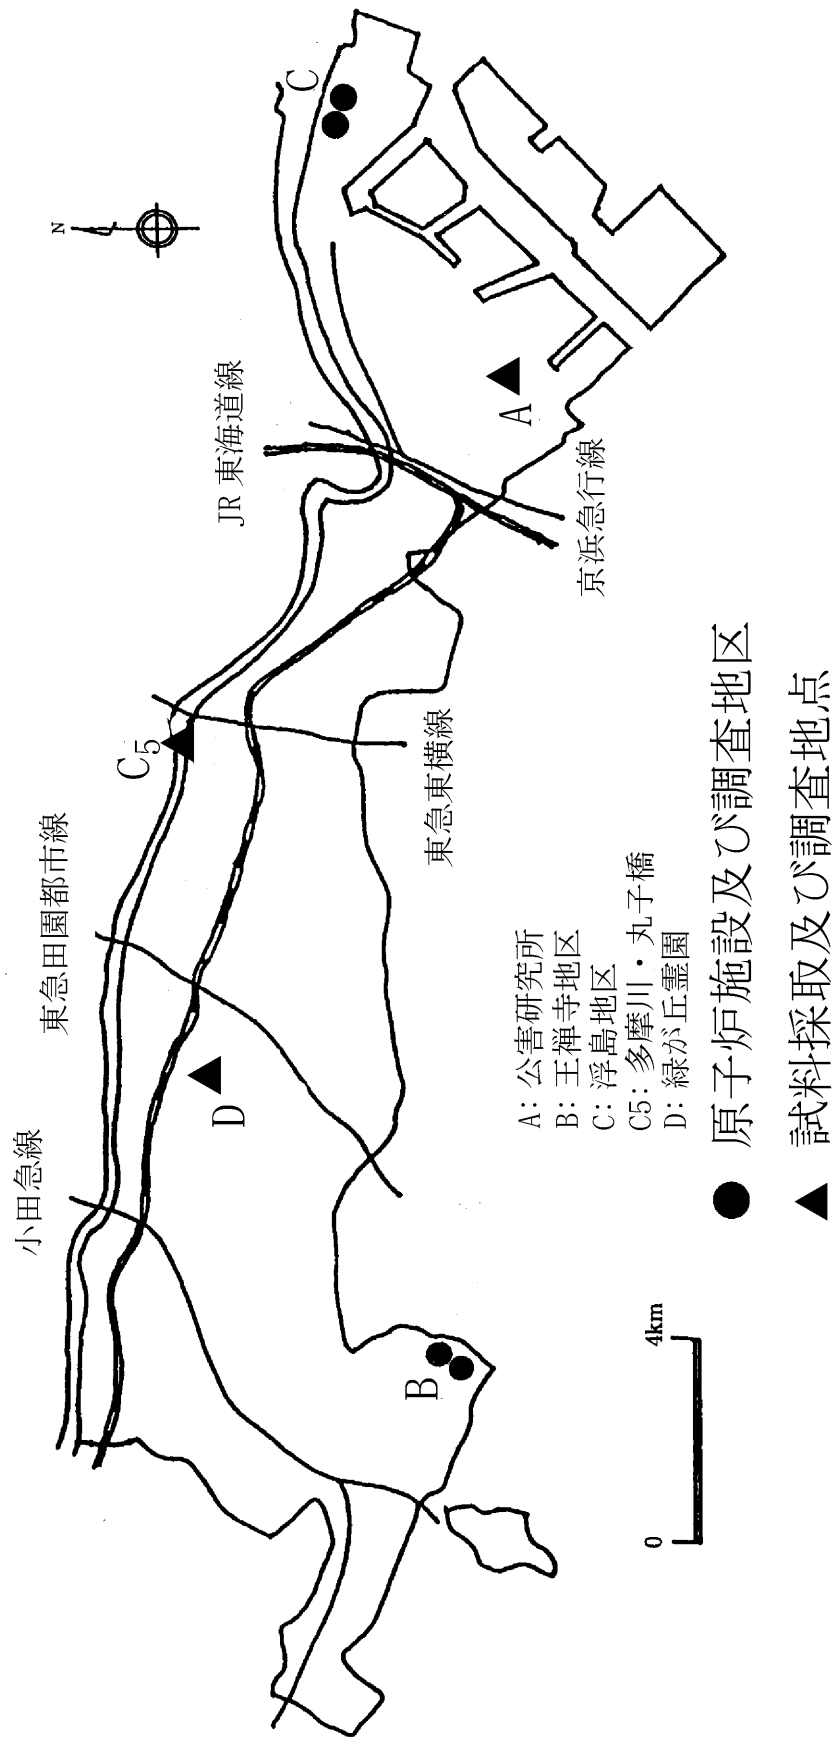 N
小田急線
東急田園都市線
JR 東海道線
東急東横線
京浜急行線
C
C5
A
D
B
A: 公害研究所
B: 王禅寺地区
C: 浮島地区
C5: 多摩川・丸子橋
D: 緑が丘霊園
● 原子炉施設及び調査地区
▲ 試料採取及び調査地点
0 4km